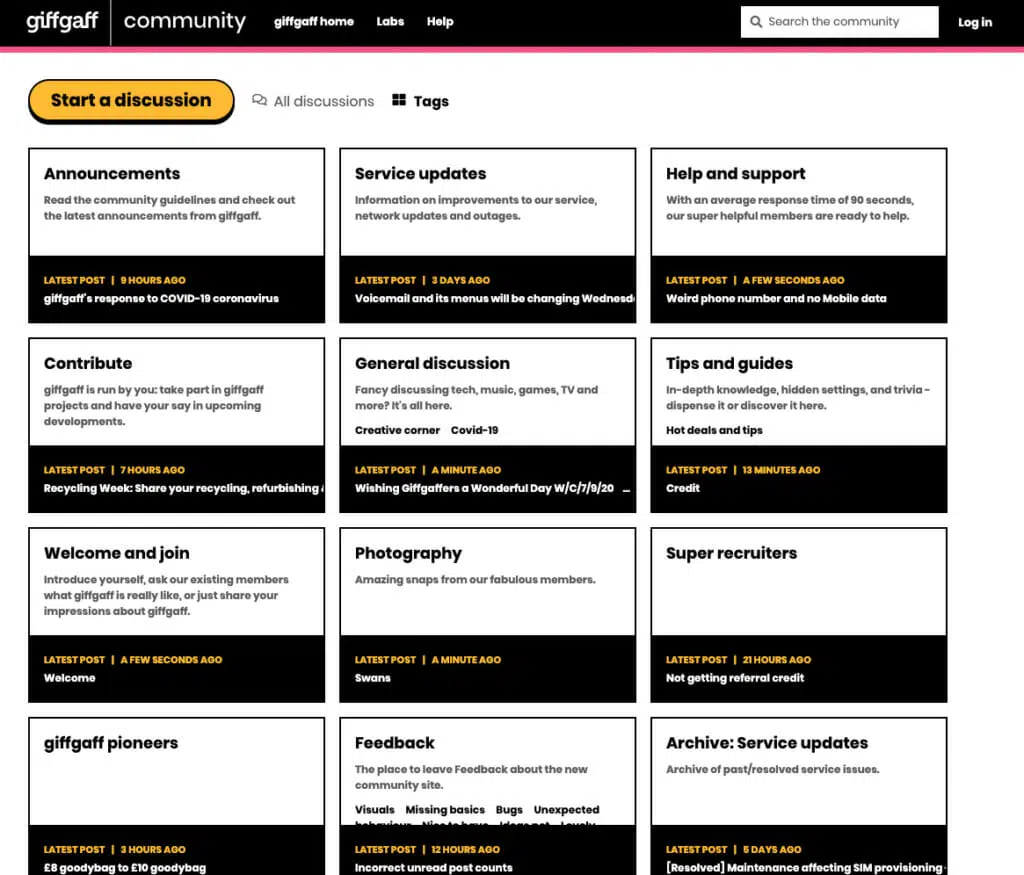 giffgaff community giffgaff home Labs Help Search the community Log in
Start a discussion All discussions Tags
Announcements
Read the community guidelines and check out
the latest announcements from giffgaff.
LATEST POST | 9 HOURS AGO
giffgaff's response to COVID-19 coronavirus
Service updates
Information on improvements to our service,
network updates and outages.
LATEST POST | 3 DAYS AGO
Voicemail and its menus will be changing Wednesd
Help and support
With an average response time of 90 seconds,
our super helpful members are ready to help.
LATEST POST | A FEW SECONDS AGO
Weird phone number and no Mobile data
Contribute
giffgaff is run by you: take part in giffgaff
projects and have your say in upcoming
developments.
LATEST POST | 7 HOURS AGO
Recycling Week: Share your recycling, refurbishing
General discussion
Fancy discussing tech, music, games, TV and
more? It's all here.
Creative corner Covid-19
LATEST POST | A MINUTE AGO
Wishing Giffgaffers a Wonderful Day W/C/7/9/20 ...
Tips and guides
In-depth knowledge, hidden settings, and trivia -
dispense it or discover it here.
Hot deals and tips
LATEST POST | 13 MINUTES AGO
Credit
Welcome and join
Introduce yourself, ask our existing members
what giffgaff is really like, or just share your
impressions about giffgaff.
LATEST POST | A FEW SECONDS AGO
Welcome
Photography
Amazing snaps from our fabulous members.
LATEST POST | A MINUTE AGO
Swans
Super recruiters
LATEST POST | 21 HOURS AGO
Not getting referral credit
giffgaff pioneers
LATEST POST | 3 HOURS AGO
£8 goodybag to £10 goodybag
Feedback
The place to leave Feedback about the new
community site.
Visuals Missing basics Bugs Unexpected
behaviour Nice to have Ideas pot Lovely
LATEST POST | 12 HOURS AGO
Incorrect unread post counts
Archive: Service updates
Archive of past/resolved service issues.
LATEST POST | 5 DAYS AGO
[Resolved] Maintenance affecting SIM provisioning